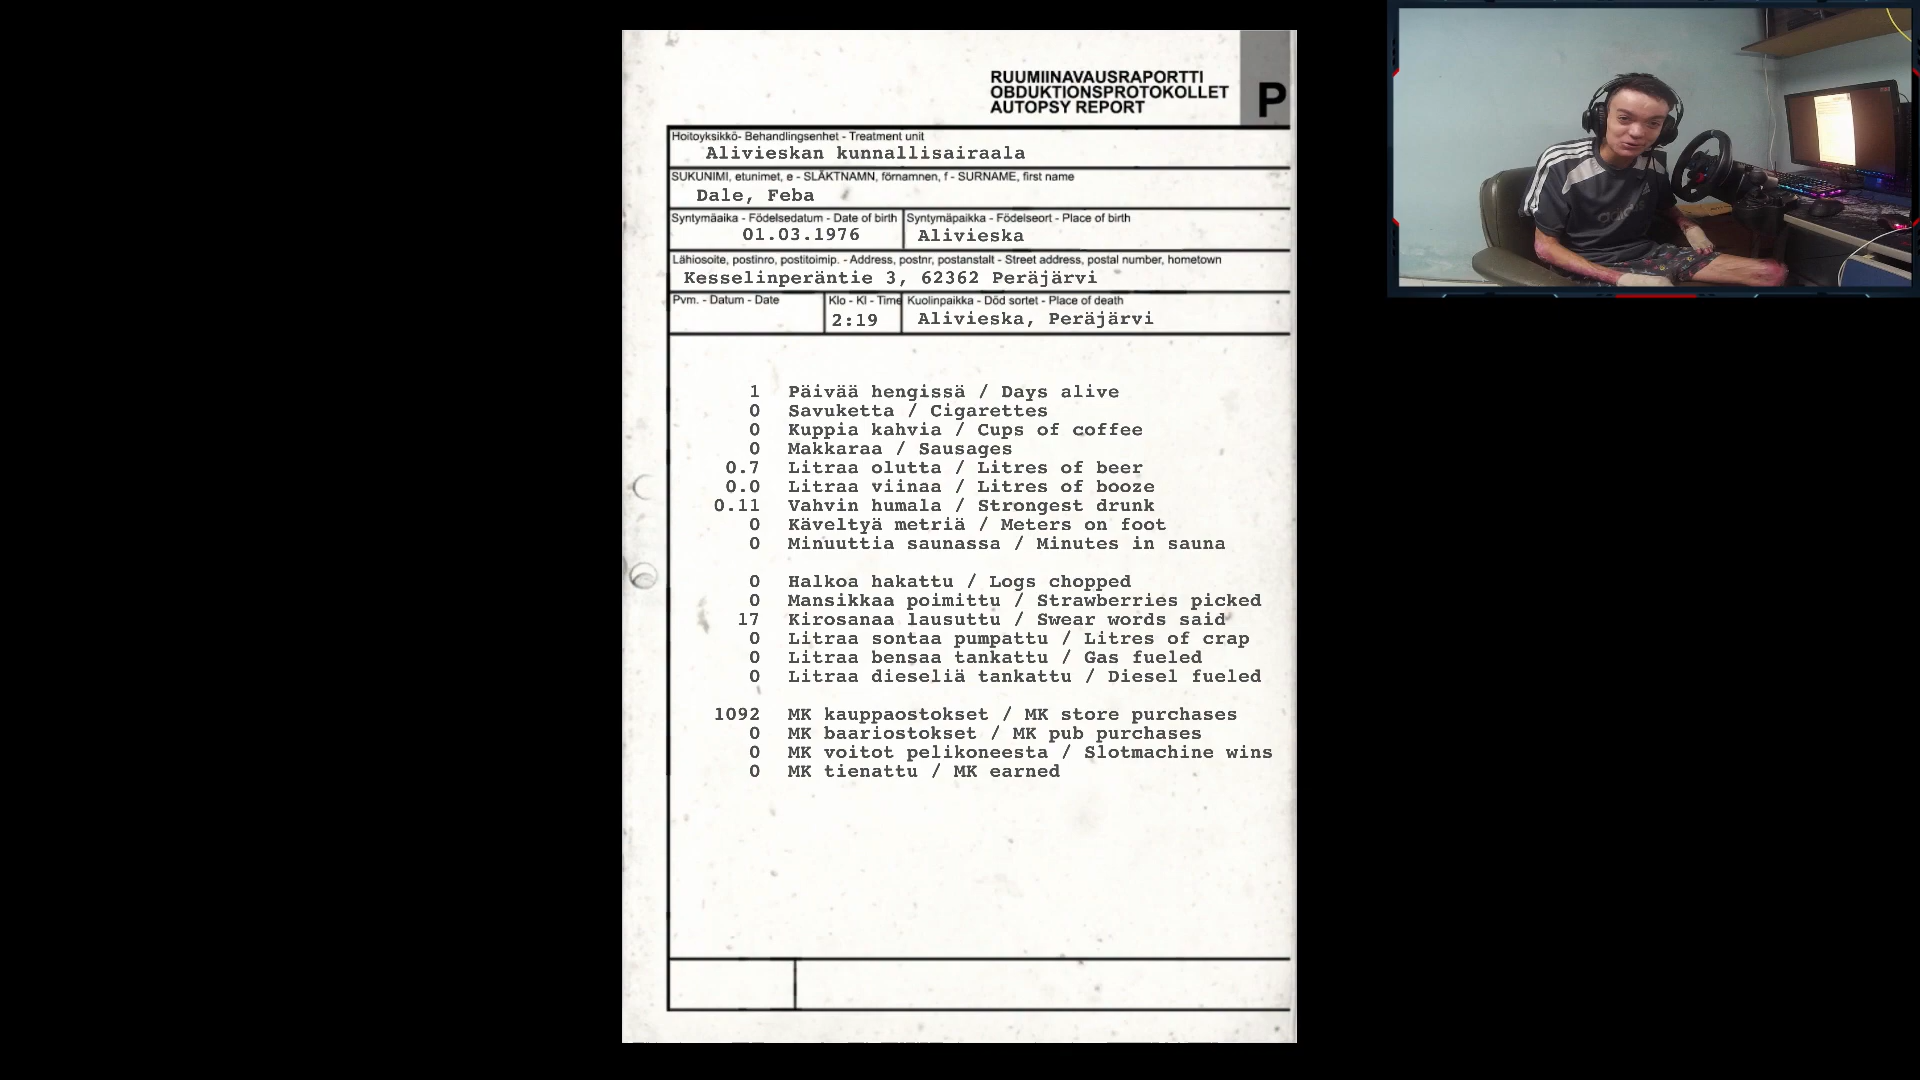 RUUMIINAVAUSRAPORTTI
OBDUKTIONSPROTOKOLLET
AUTOPSY REPORT
P
Hoitoyksikkö- Behandlingsenhet - Treatment unit
Alivieskan kunnallisairaala
SUKUNIMI, etunimet, e - SLÄKTNAMN, förnamnen, f - SURNAME, first name
Dale, Feba
Syntymäaika - Födelsedatum - Date of birth
Syntymäpaikka - Födelseort - Place of birth
01.03.1976
Alivieska
Lähiosoite, postinro, postitoimip. - Address, postnr, postanstalt - Street address, postal number, hometown
Kesselinperäntie 3, 62362 Peräjärvi
Pvm. - Datum - Date
Klo - Kl - Time
Kuolinpaikka - Död sortet - Place of death
2:19
Alivieska, Peräjärvi
1 Päivää hengissä / Days alive
0 Savuketta / Cigarettes
0 Kuppia kahvia / Cups of coffee
0 Makkaraa / Sausages
0.7 Litraa olutta / Litres of beer
0.0 Litraa viinaa / Litres of booze
0.11 Vahvin humala / Strongest drunk
0 Käveltyä metriä / Meters on foot
0 Minuuttia saunassa / Minutes in sauna
0 Halkoa hakattu / Logs chopped
0 Mansikkaa poimittu / Strawberries picked
17 Kirosanaa lausuttu / Swear words said
0 Litraa sontaa pumpattu / Litres of crap
0 Litraa bensaa tankattu / Gas fueled
0 Litraa dieseliä tankattu / Diesel fueled
1092 MK kauppaostokset / MK store purchases
0 MK baariostokset / MK pub purchases
0 MK voitot pelikoneesta / Slotmachine wins
0 MK tienattu / MK earned
adidas